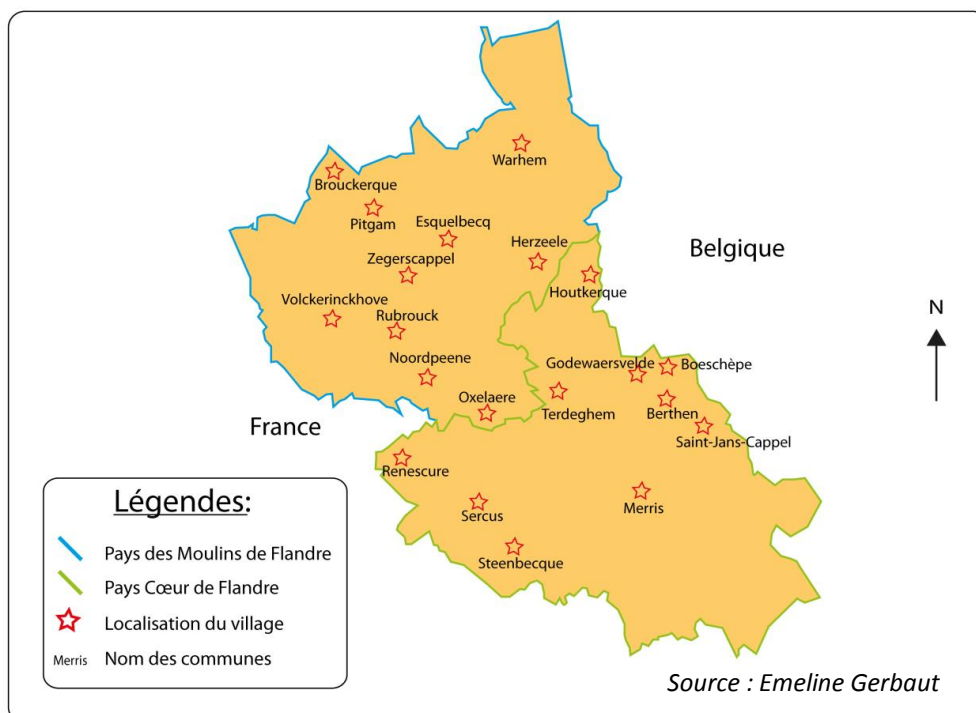 Warhem
Brouckerque
Pitgam
Esquelbecq
Herzeele
Belgique
Zegerscappel
Houtkerque
Volckerinckhove
Rubrouck
N
Noordpeene
Godewaersvelde
Boeschèpe
Oxelaere
Terdeghem
Berthen
France
Saint-Jans-Cappel
Renescure
Sercus
Merris
Steenbecque
Légendes:
Pays des Moulins de Flandre
Pays Cœur de Flandre
Localisation du village
Merris Nom des communes
Source : Emeline Gerbaut